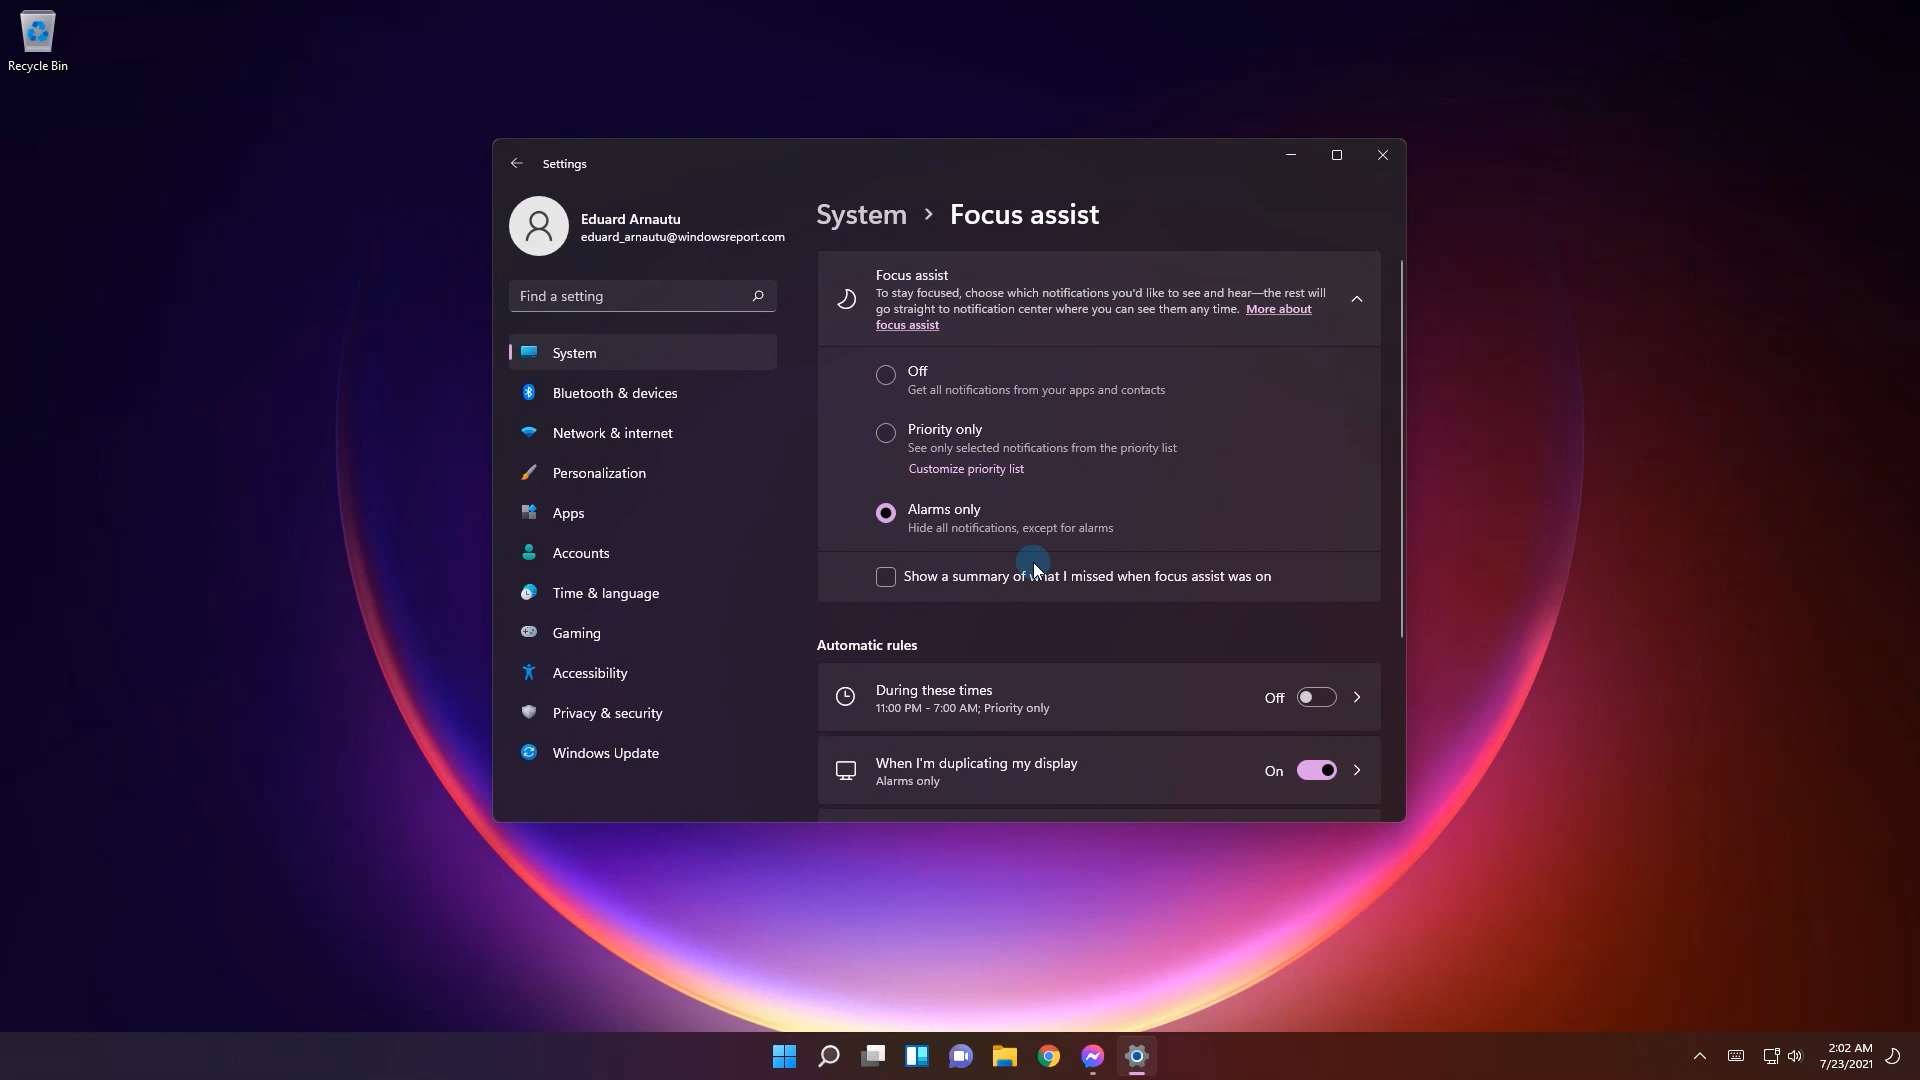 Recycle Bin
Settings
Eduard Arnautu
eduard_arnautu@windowsreport.com
Find a setting
System
Bluetooth & devices
Network & internet
Personalization
Apps
Accounts
Time & language
Gaming
Accessibility
Privacy & security
Windows Update
System > Focus assist
Focus assist
To stay focused, choose which notifications you'd like to see and hear—the rest will
go straight to notification center where you can see them any time. More about
focus assist
Off
Get all notifications from your apps and contacts
Priority only
See only selected notifications from the priority list
Customize priority list
Alarms only
Hide all notifications, except for alarms
Show a summary of what I missed when focus assist was on
Automatic rules
During these times
11:00 PM - 7:00 AM; Priority only
Off
When I'm duplicating my display
Alarms only
On
2:02 AM
7/23/2021